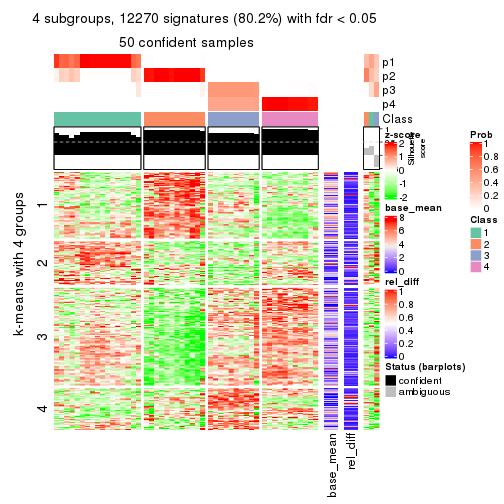 4 subgroups, 12270 signatures (80.2%) with fdr < 0.05
50 confident samples
p1
p2
p3
p4
Class
1
Silhouette
score
z-score
2
1
0
-1
-2
base_mean
8
6
4
2
0
rel_diff
1
0.8
0.6
0.4
0.2
0
Status (barplots)
confident
ambiguous
Prob
1
0.8
0.6
0.4
0.2
0
Class
1
2
3
4
k-means with 4 groups
1
2
3
4
base_mean
rel_diff